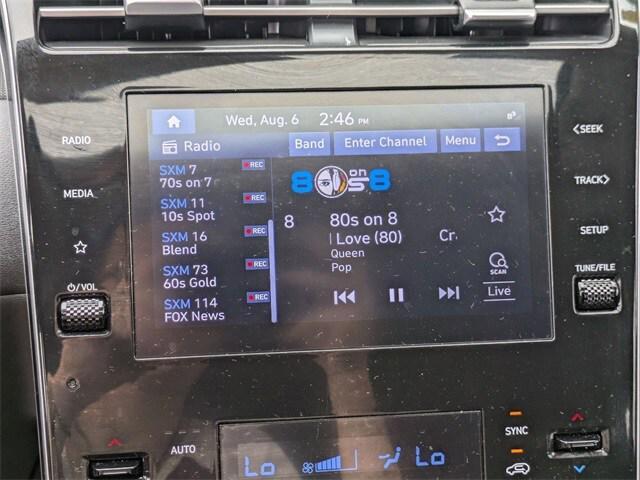 Wed, Aug. 6 2:46 PM
Radio Band Enter Channel Menu
SXM 7 REC
70s on 7
SXM 11 REC
10s Spot
SXM 16 REC
Blend
SXM 73 REC
60s Gold
SXM 114 REC
FOX News
80s on 8
8 80s on 8
Love (80) Cr
Queen
Pop
SCAN
Live
RADIO
MEDIA
VOL
<SEEK
TRACK>
SETUP
TUNE/FILE
AUTO
Lo Lo
SYNC